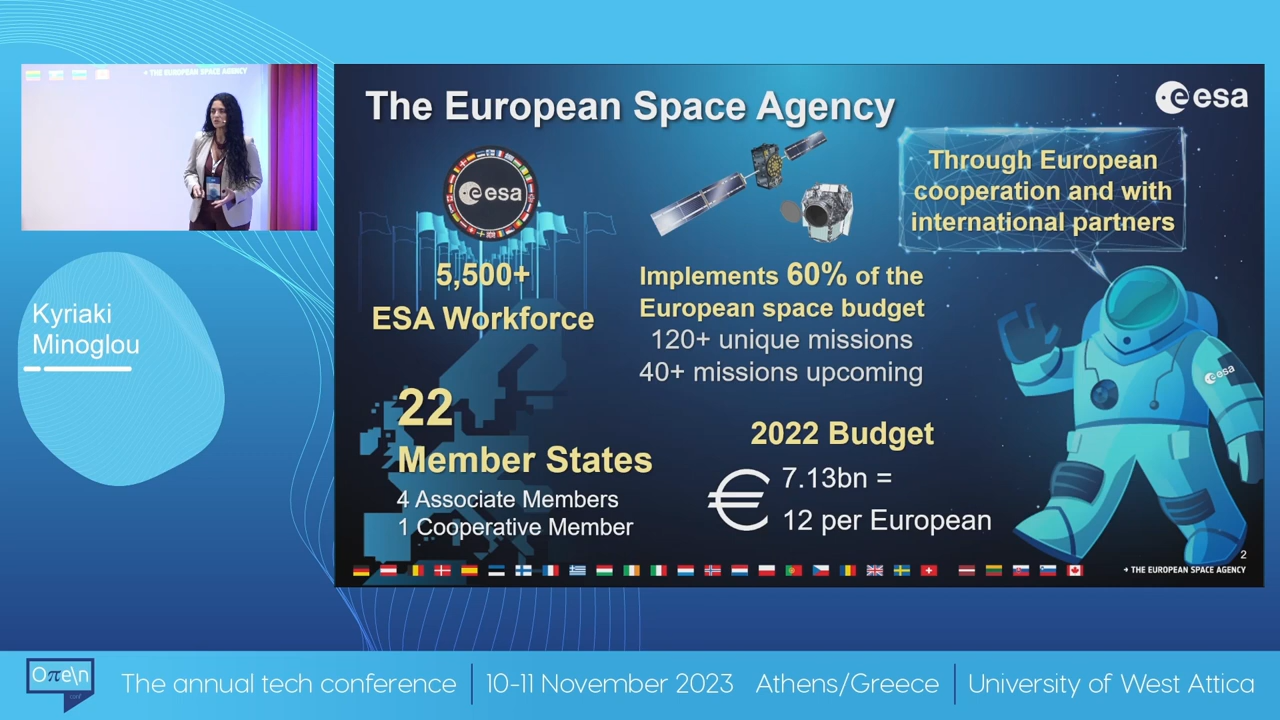 → THE EUROPEAN SPACE AGENCY
Kyriaki
Minoglou
The European Space Agency
esa
esa
5,500+
ESA Workforce
22
Member States
4 Associate Members
1 Cooperative Member
Implements 60% of the
European space budget
120+ unique missions
40+ missions upcoming
2022 Budget
€ 7.13bn =
12 per European
Through European
cooperation and with
international partners
esa
2
→ THE EUROPEAN SPACE AGENCY
Oπe\n
conf
The annual tech conference
10-11 November 2023
Athens/Greece
University of West Attica